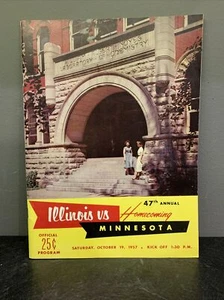 47th ANNUAL
Illinois vs Homecoming
MINNESOTA
OFFICIAL
25¢
PROGRAM
SATURDAY, OCTOBER 19, 1957 • KICK OFF 1:30 P.M.